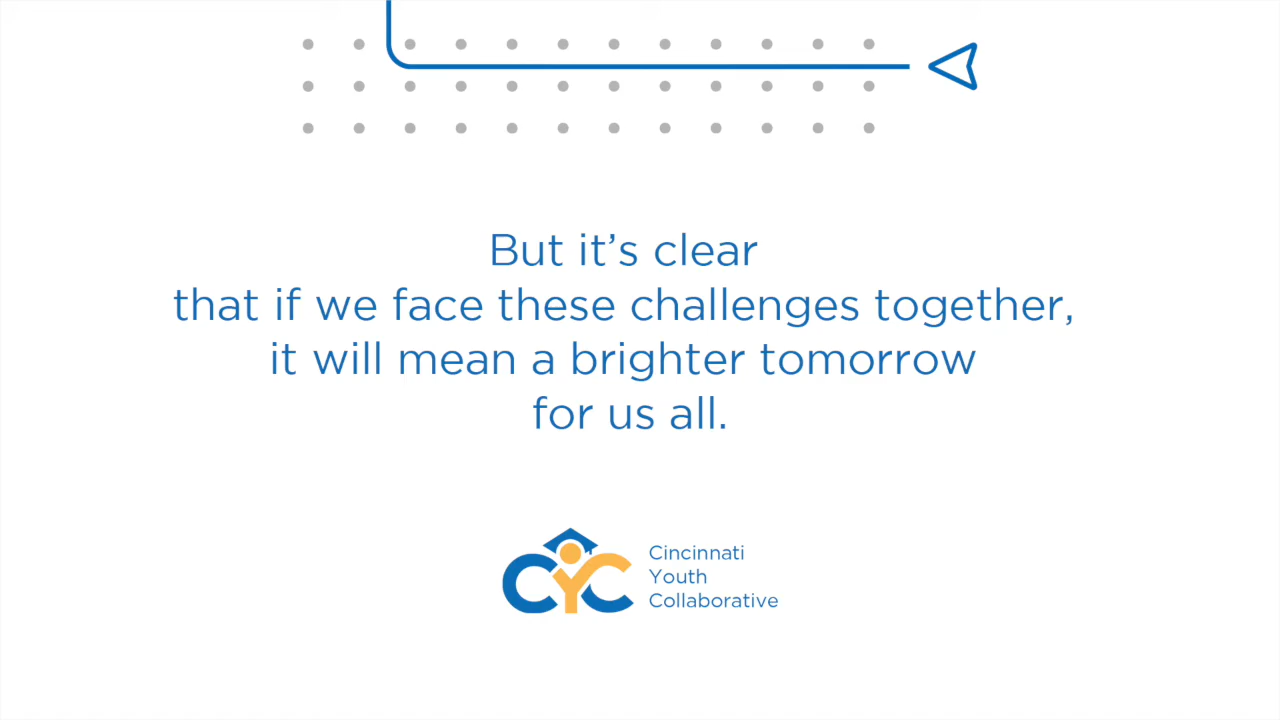 But it’s clear
that if we face these challenges together,
it will mean a brighter tomorrow
for us all.
CYC
Cincinnati
Youth
Collaborative